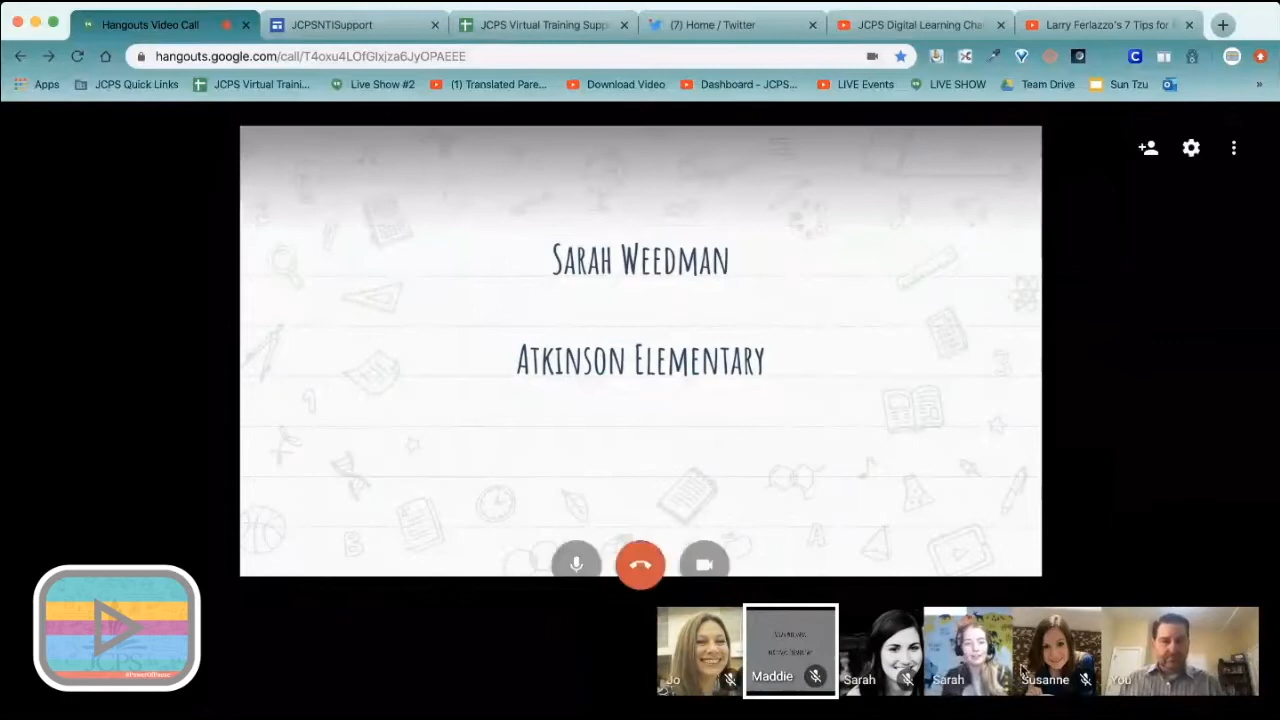 Hangouts Video Call
JCPSNTISupport
JCPS Virtual Training Supp
(7) Home / Twitter
JCPS Digital Learning Cha
Larry Ferlazzo's 7 Tips for
hangouts.google.com/call/T4oxu4LOfGlxjza6JyOPAEEE
Apps
JCPS Quick Links
JCPS Virtual Traini...
Live Show #2
(1) Translated Pare...
Download Video
Dashboard - JCPS...
LIVE Events
LIVE SHOW
Team Drive
Sun Tzu
Sarah Weedman
Atkinson Elementary
JCPS
Jo
Maddie
Sarah
Sarah
Susanne
You